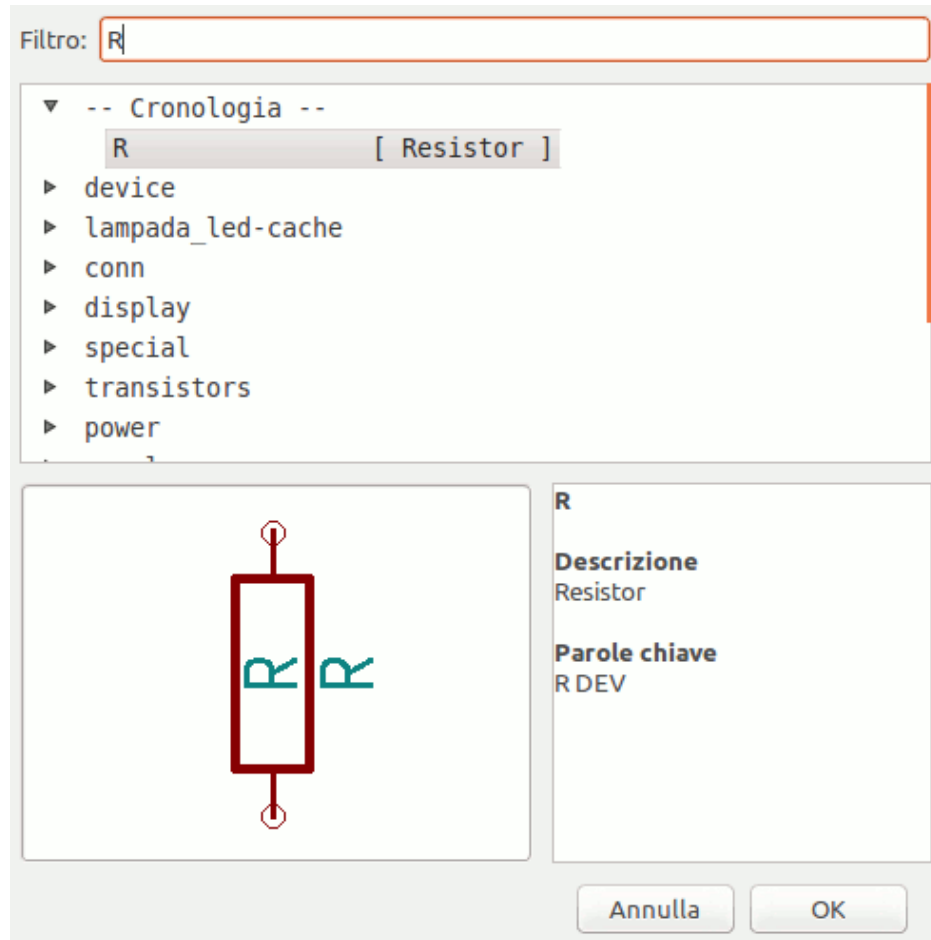 Filtro: R
-- Cronologia --
R [ Resistor ]
device
lampada_led-cache
conn
display
special
transistors
power
R
R
R
Descrizione
Resistor
Parole chiave
R DEV
Annulla
OK